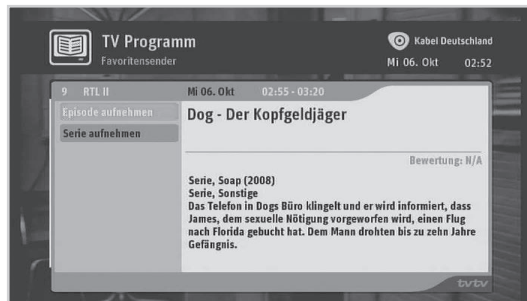 TV Programm
Favoritensender
Kabel Deutschland
Mi 06. Okt 02:52
9 RTL II
Mi 06. Okt 02:55 - 03:20
Episode aufnehmen
Serie aufnehmen
Dog - Der Kopfgeldjäger
Bewertung: N/A
Serie, Soap (2008)
Serie, Sonstige
Das Telefon in Dogs Büro klingelt und er wird informiert, dass
James, dem sexuelle Nötigung vorgeworfen wird, einen Flug
nach Florida gebucht hat. Dem Mann drohten bis zu zehn Jahre
Gefängnis.
tvtv